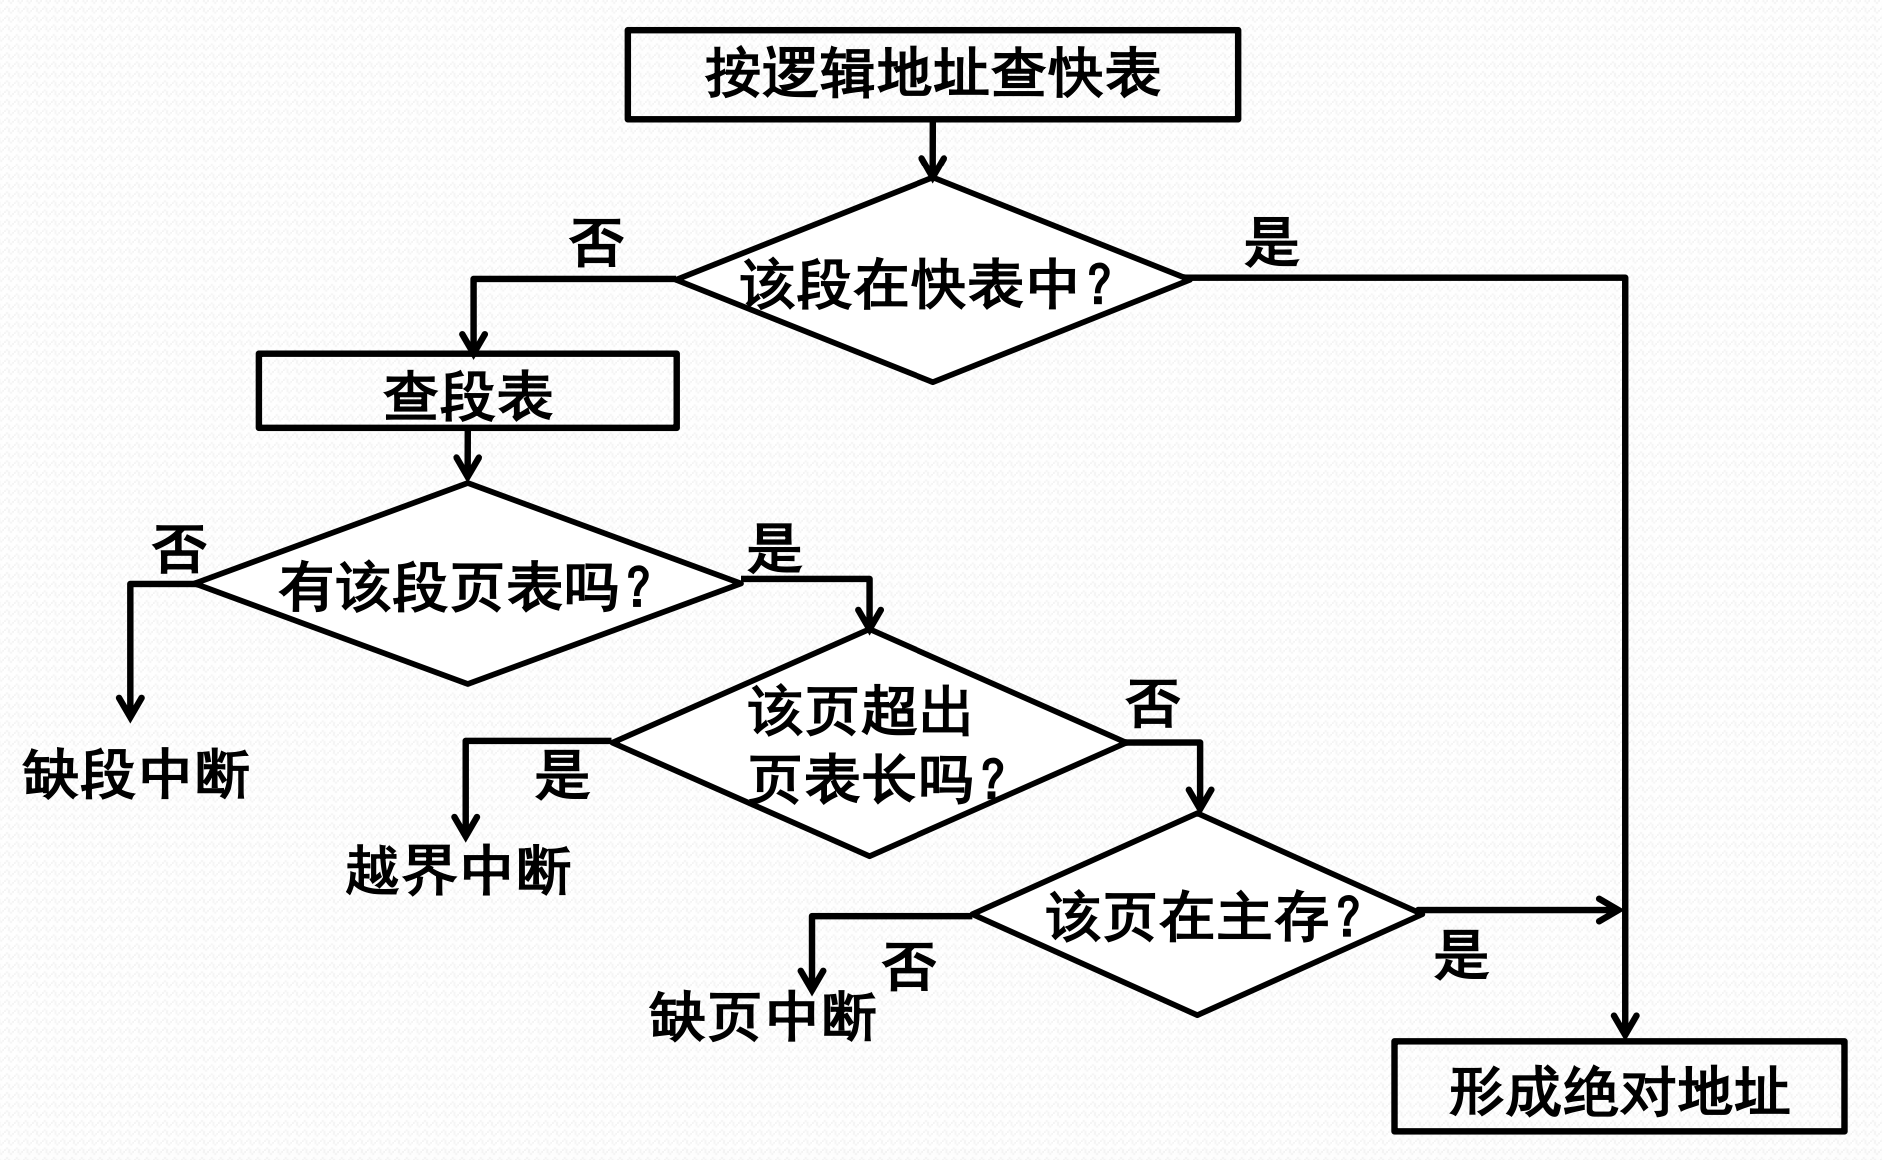 按逻辑地址查快表
否
是
该段在快表中？
查段表
否
是
有该段页表吗？
该页超出
页表长吗？
否
是
缺段中断
越界中断
该页在主存？
否
是
缺页中断
形成绝对地址